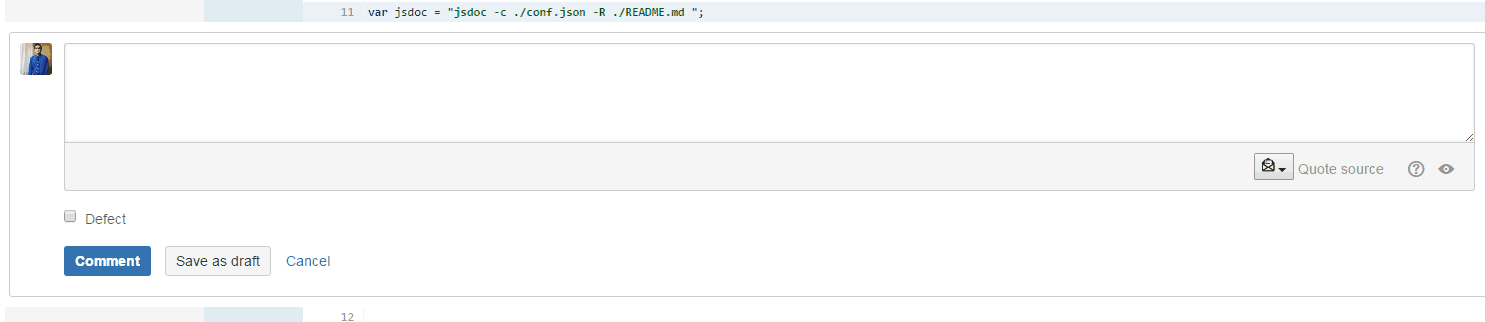 11 var jsdoc = "jsdoc -c ./conf.json -R ./README.md ";
Quote source
Defect
Comment Save as draft Cancel
12